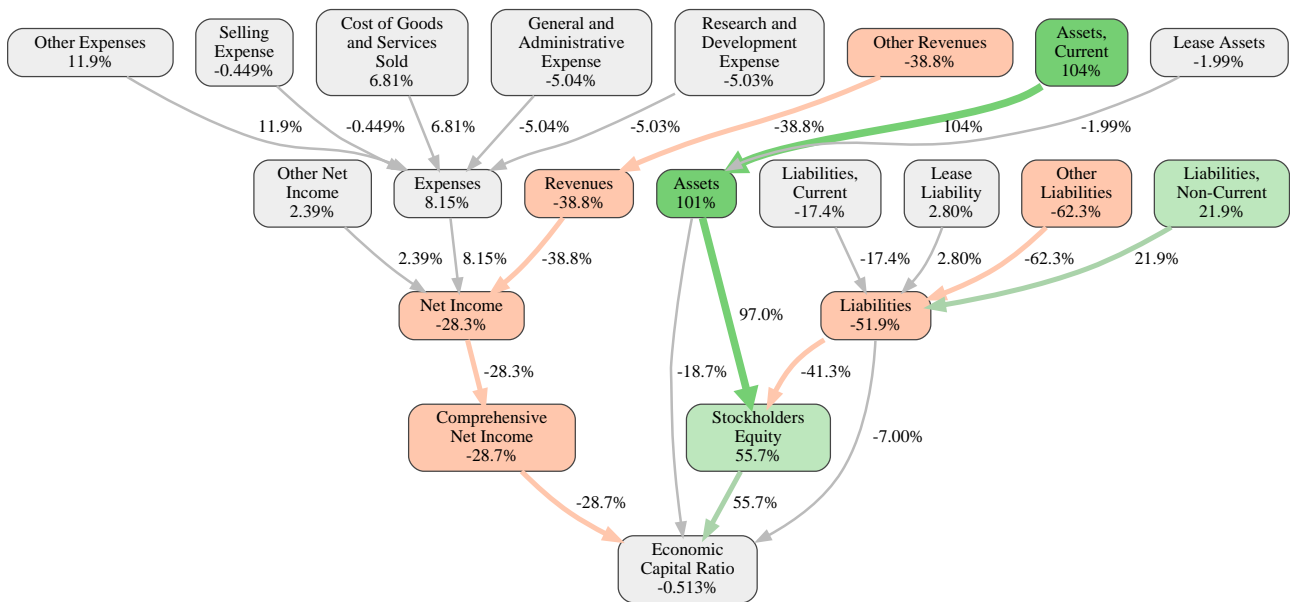 Other Expenses
11.9%
Selling
Expense
-0.449%
Cost of Goods
and Services
Sold
6.81%
General and
Administrative
Expense
-5.04%
Research and
Development
Expense
-5.03%
Other Revenues
-38.8%
Assets,
Current
104%
Lease Assets
-1.99%
11.9%
-0.449%
6.81%
-5.04%
-5.03%
-38.8%
104%
-1.99%
Other Net
Income
2.39%
Expenses
8.15%
Revenues
-38.8%
Assets
101%
Liabilities,
Current
-17.4%
Lease
Liability
2.80%
Other
Liabilities
-62.3%
Liabilities,
Non-Current
21.9%
2.39%
8.15%
-38.8%
-17.4%
2.80%
-62.3%
21.9%
Net Income
-28.3%
97.0%
Liabilities
-51.9%
-28.3%
-18.7%
-41.3%
Comprehensive
Net Income
-28.7%
Stockholders
Equity
55.7%
-7.00%
-28.7%
55.7%
Economic
Capital Ratio
-0.513%